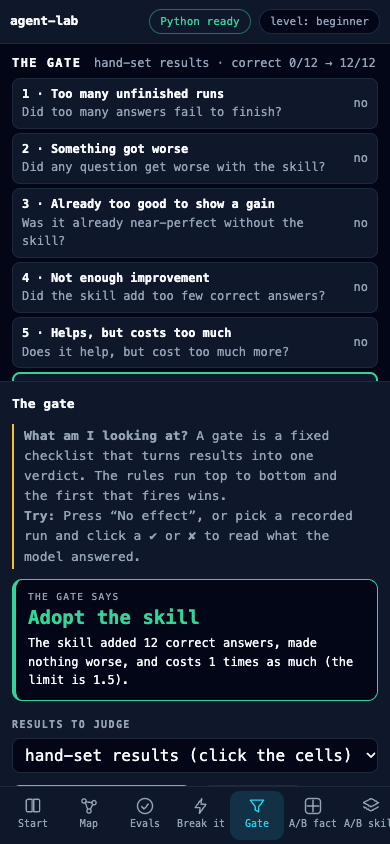 agent-lab
Python ready
level: beginner
THE GATE hand-set results · correct 0/12 → 12/12
1 · Too many unfinished runs
Did too many answers fail to finish?
no
2 · Something got worse
Did any question get worse with the skill?
no
3 · Already too good to show a gain
Was it already near-perfect without the
skill?
no
4 · Not enough improvement
Did the skill add too few correct answers?
no
5 · Helps, but costs too much
Does it help, but cost too much more?
no
The gate
What am I looking at? A gate is a fixed
checklist that turns results into one
verdict. The rules run top to bottom and
the first that fires wins.
Try: Press “No effect”, or pick a recorded
run and click a ✔ or ✘ to read what the
model answered.
THE GATE SAYS
Adopt the skill
The skill added 12 correct answers, made
nothing worse, and costs 1 times as much (the
limit is 1.5).
RESULTS TO JUDGE
hand-set results (click the cells)
Start
Map
Evals
Break it
Gate
A/B fact
A/B skil